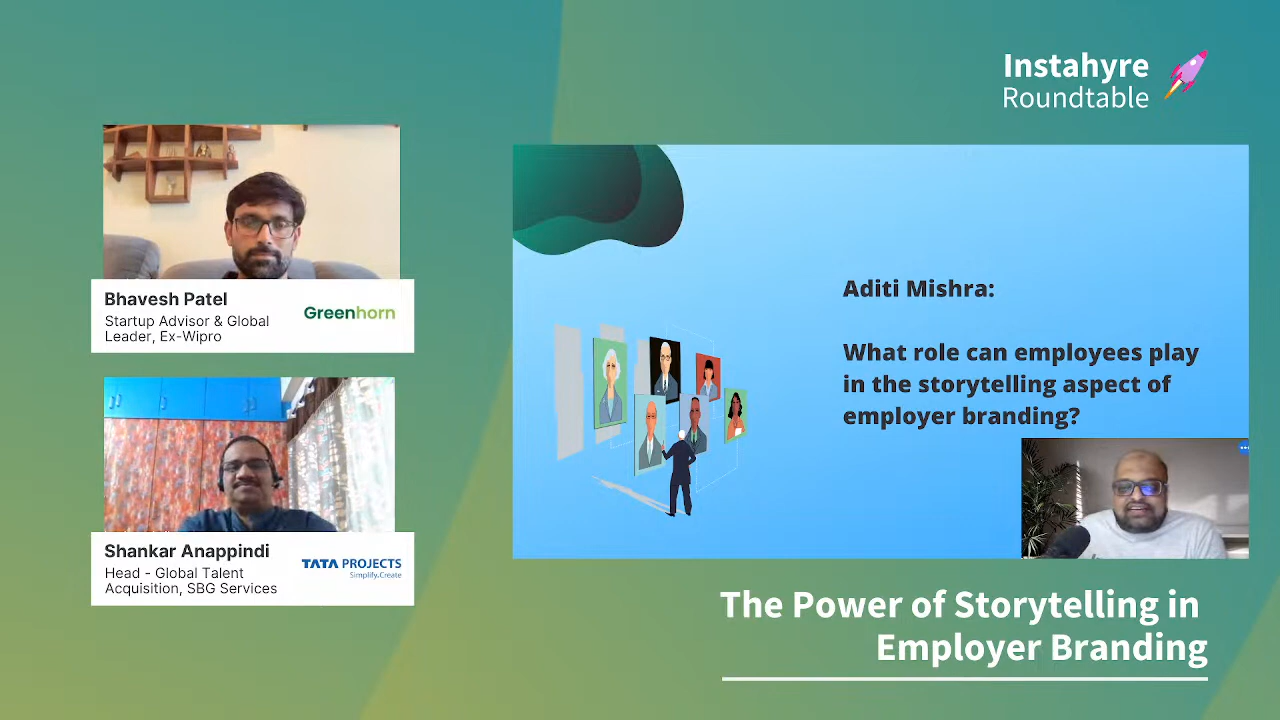 Instahyre
Roundtable
Bhavesh Patel
Startup Advisor & Global
Leader, Ex-Wipro
Greenhorn
Shankar Anappindi
Head - Global Talent
Acquisition, SBG Services
TATA PROJECTS
Simplify.Create
Aditi Mishra:
What role can employees play
in the storytelling aspect of
employer branding?
The Power of Storytelling in
Employer Branding